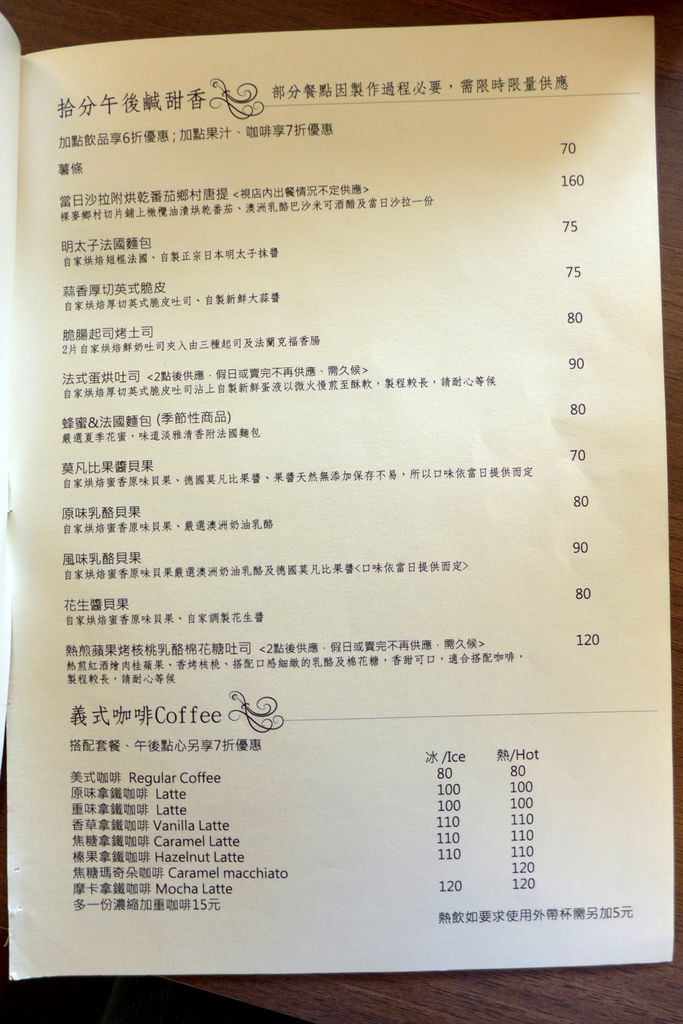 拾分午後鹹甜香 部分餐點因製作過程必要，需限時限量供應
加點飲品享6折優惠；加點果汁、咖啡享7折優惠
薯條 70
當日沙拉附烘乾番茄鄉村唐提 <視店內出餐情況不定供應> 160
裸麥鄉村切片鋪上橄欖油漬烘乾番茄、澳洲乳酪巴沙米可酒醋及當日沙拉一份
明太子法國麵包 75
自家烘焙短棍法國、自製正宗日本明太子抹醬
蒜香厚切英式脆皮 75
自家烘焙厚切英式脆皮吐司、自製新鮮大蒜醬
脆腸起司烤土司 80
2片自家烘焙鮮奶吐司夾入由三種起司及法蘭克福香腸
法式蛋烘吐司 <2點後供應．假日或賣完不再供應．需久候> 90
自家烘焙厚切英式脆皮吐司沾上自製新鮮蛋液以微火慢煎至酥軟，製程較長，請耐心等候
蜂蜜&法國麵包 (季節性商品) 80
嚴選夏季花蜜，味道淡雅清香附法國麵包
莫凡比果醬貝果 70
自家烘焙蜜香原味貝果、德國莫凡比果醬、果醬天然無添加保存不易，所以口味依當日提供而定
原味乳酪貝果 80
自家烘焙蜜香原味貝果、嚴選澳洲奶油乳酪
風味乳酪貝果 90
自家烘焙蜜香原味貝果嚴選澳洲奶油乳酪及德國莫凡比果醬<口味依當日提供而定>
花生醬貝果 80
自家烘焙蜜香原味貝果、自家調製花生醬
熱煎蘋果烤核桃乳酪棉花糖吐司 <2點後供應．假日或賣完不再供應．需久候> 120
熱煎紅酒燴肉桂蘋果、香烤核桃、搭配口感細緻的乳酪及棉花糖，香甜可口，適合搭配咖啡，
製程較長，請耐心等候
義式咖啡Coffee
搭配套餐、午後點心另享7折優惠
冰 /Ice 熱/Hot
美式咖啡 Regular Coffee 80 80
原味拿鐵咖啡 Latte 100 100
重味拿鐵咖啡 Latte 100 100
香草拿鐵咖啡 Vanilla Latte 110 110
焦糖拿鐵咖啡 Caramel Latte 110 110
榛果拿鐵咖啡 Hazelnut Latte 110 110
焦糖瑪奇朵咖啡 Caramel macchiato 120
摩卡拿鐵咖啡 Mocha Latte 120 120
多一份濃縮加重咖啡15元
熱飲如要求使用外帶杯需另加5元